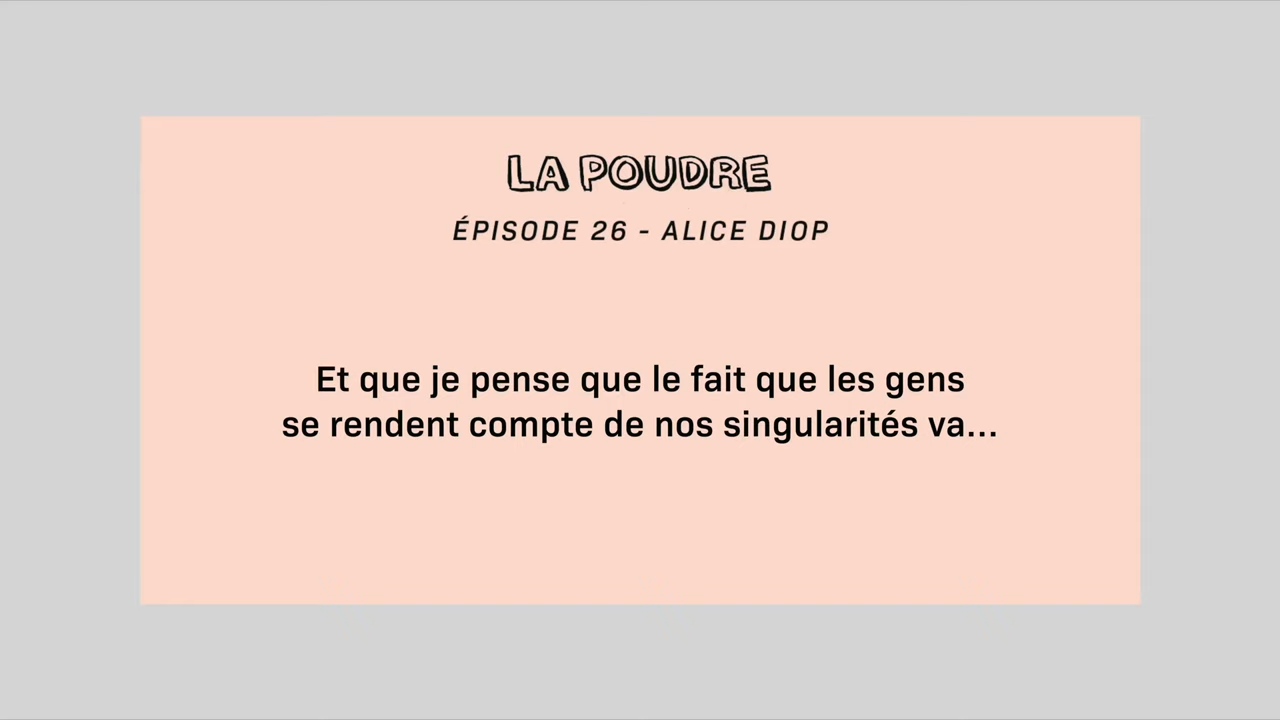 LA POUDRE
ÉPISODE 26 - ALICE DIOP
Et que je pense que le fait que les gens
se rendent compte de nos singularités va...